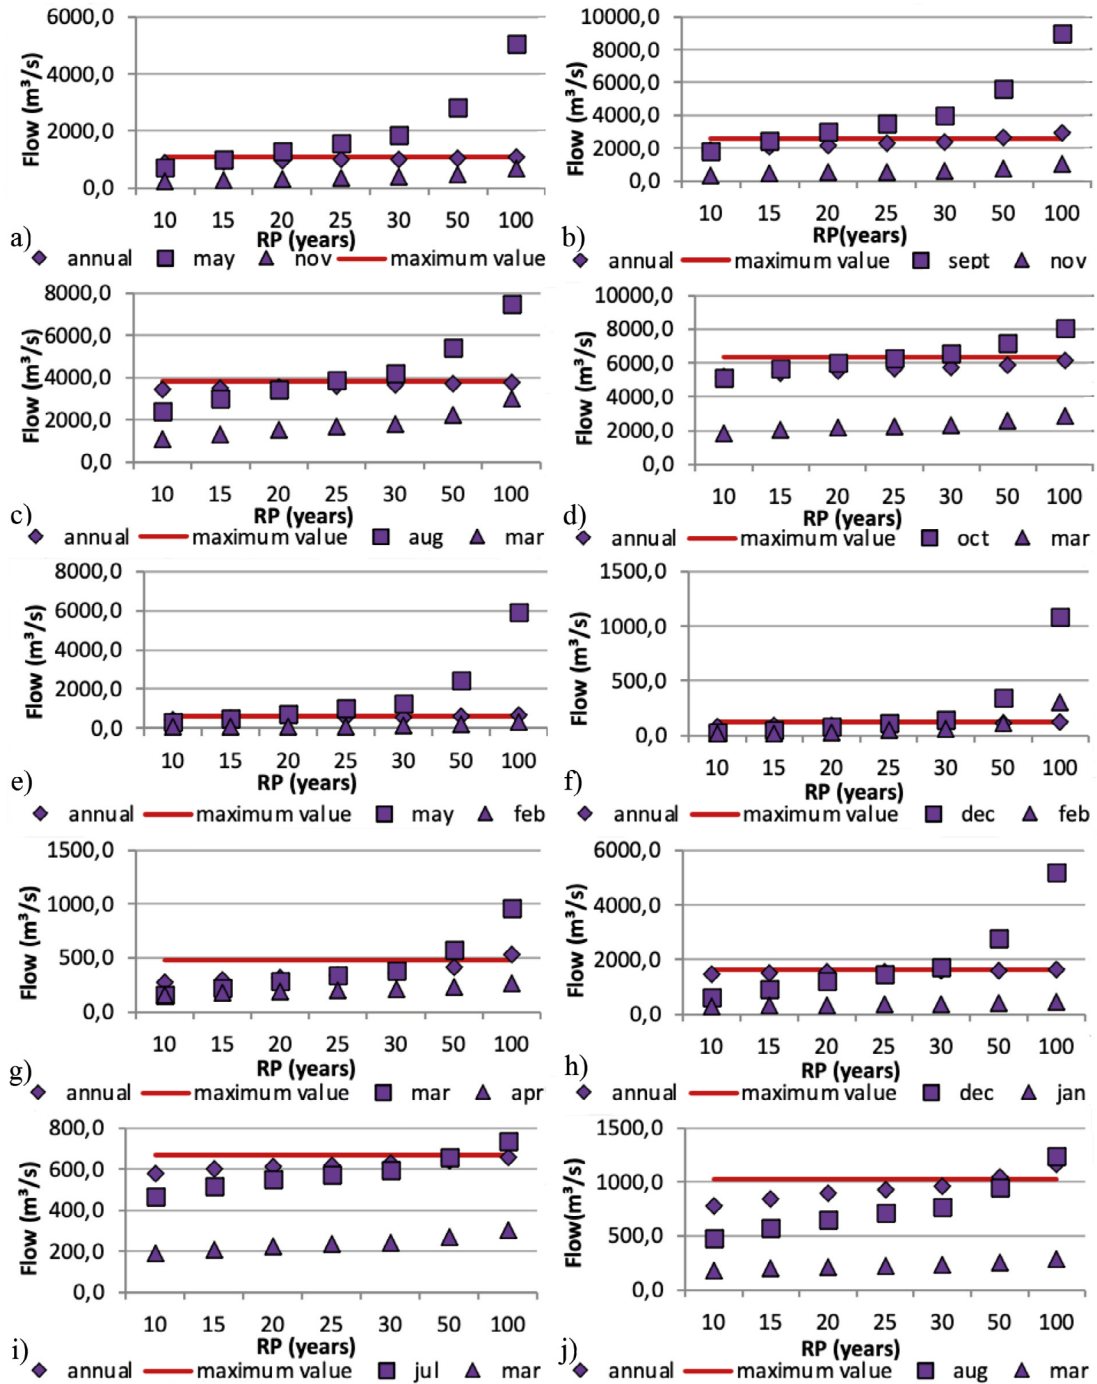 6000,0
4000,0
2000,0
0,0
Flow (m³/s)
10 15 20 25 30 50 100
RP (years)
a)
annual may nov maximum value
10000,0
8000,0
6000,0
4000,0
2000,0
0,0
Flow (m³/s)
10 15 20 25 30 50 100
RP(years)
b)
annual maximum value sept nov
8000,0
6000,0
4000,0
2000,0
0,0
Flow (m³/s)
10 15 20 25 30 50 100
RP (years)
c)
annual maximum value aug mar
10000,0
8000,0
6000,0
4000,0
2000,0
0,0
Flow (m³/s)
10 15 20 25 30 50 100
RP (years)
d)
annual maximum value oct mar
8000,0
6000,0
4000,0
2000,0
0,0
Flow (m³/s)
10 15 20 25 30 50 100
RP (years)
e)
annual maximum value may feb
1500,0
1000,0
500,0
0,0
Flow (m³/s)
10 15 20 25 30 50 100
RP (years)
f)
annual maximum value dec feb
1500,0
1000,0
500,0
0,0
Flow (m³/s)
10 15 20 25 30 50 100
RP (years)
g)
annual maximum value mar apr
6000,0
4000,0
2000,0
0,0
Flow (m³/s)
10 15 20 25 30 50 100
RP (years)
h)
annual maximum value dec jan
800,0
600,0
400,0
200,0
0,0
Flow (m³/s)
10 15 20 25 30 50 100
RP (years)
i)
annual maximum value jul mar
1500,0
1000,0
500,0
0,0
Flow(m³/s)
10 15 20 25 30 50 100
RP (years)
j)
annual maximum value aug mar